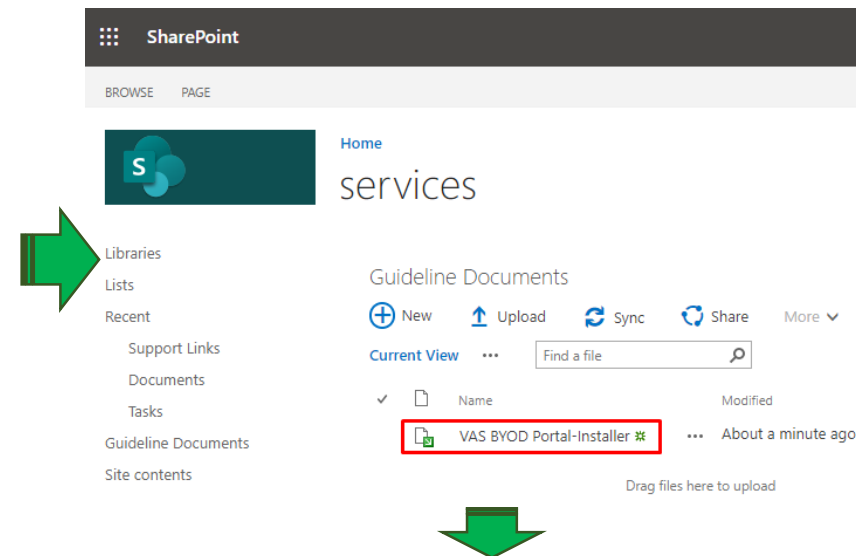 SharePoint
BROWSE PAGE
S
Home
services
Libraries
Lists
Recent
Support Links
Documents
Tasks
Guideline Documents
Site contents
Guideline Documents
New Upload Sync Share More
Current View ••• Find a file
Name Modified
VAS BYOD Portal-Installer ••• About a minute ago
Drag files here to upload